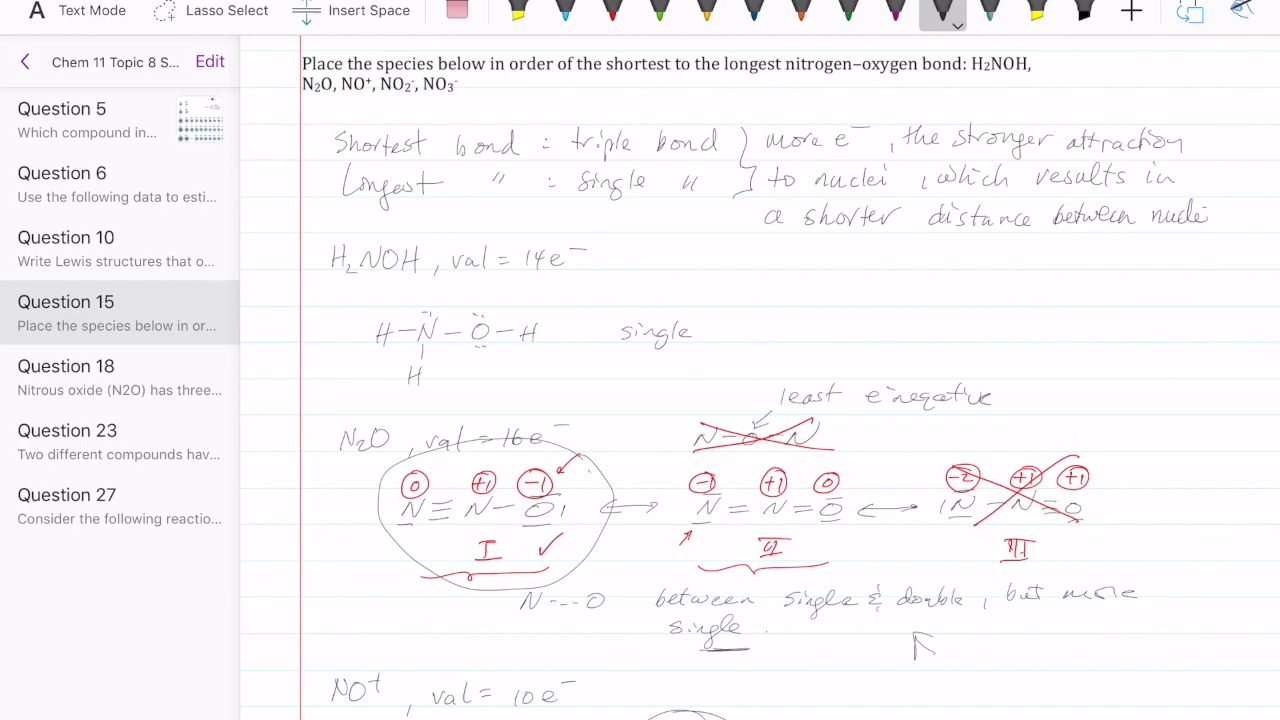 A Text Mode Lasso Select Insert Space
Chem 11 Topic 8 S... Edit
Question 5
Which compound in...
Question 6
Use the following data to esti...
Question 10
Write Lewis structures that o...
Question 15
Place the species below in or...
Question 18
Nitrous oxide (N2O) has three...
Question 23
Two different compounds hav...
Question 27
Consider the following reactio...
Place the species below in order of the shortest to the longest nitrogen–oxygen bond: H₂NOH,
N₂O, NO⁺, NO₂⁻, NO₃⁻
Shortest bond : triple bond } more e⁻, the stronger attraction
Longest " : single " } to nuclei, which results in
a shorter distance between nuclei
H₂NOH, val = 14e⁻
H–N–O–H single
H
least e⁻negative
N₂O, val = 16e⁻ N–O–N
0 +1 -1 -1 +1 0 -2 +1 +1
N≡N–O ↔ N=N=O ↔ N–N≡O
I ✓ II III
N---O between single & double, but more
single.
NO⁺, val = 10e⁻